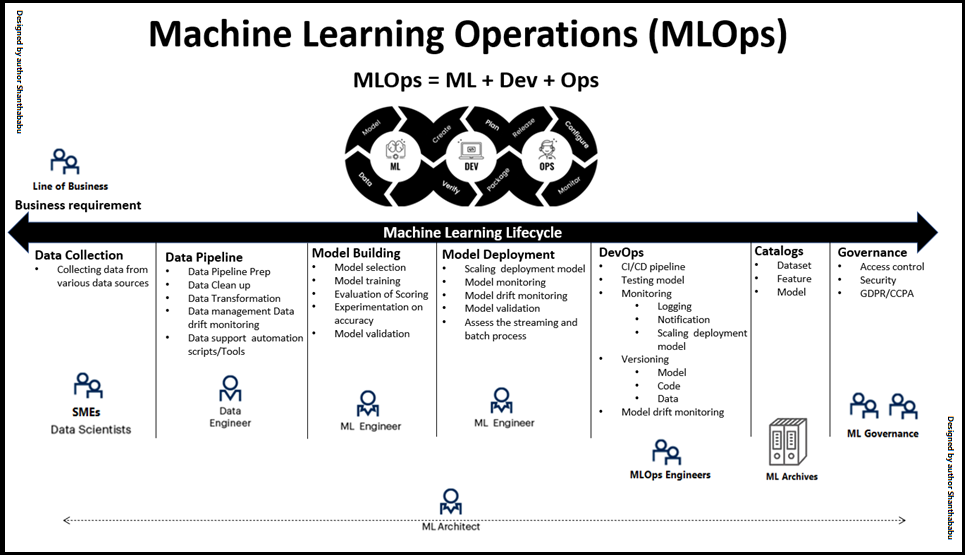 Designed by author Shanthababu
Machine Learning Operations (MLOps)
MLOps = ML + Dev + Ops
Model
Create
Plan
Release
Configure
ML
DEV
OPS
Data
Verify
Package
Monitor
Line of Business
Business requirement
Machine Learning Lifecycle
Data Collection
• Collecting data from
various data sources
SMEs
Data Scientists
Data Pipeline
• Data Pipeline Prep
• Data Clean up
• Data Transformation
• Data management Data
drift monitoring
• Data support automation
scripts/Tools
Data
Engineer
Model Building
• Model selection
• Model training
• Evaluation of Scoring
• Experimentation on
accuracy
• Model validation
ML Engineer
Model Deployment
• Scaling deployment model
• Model monitoring
• Model drift monitoring
• Model validation
• Assess the streaming and
batch process
ML Engineer
DevOps
• CI/CD pipeline
• Testing model
• Monitoring
• Logging
• Notification
• Scaling deployment
model
• Versioning
• Model
• Code
• Data
• Model drift monitoring
MLOps Engineers
Catalogs
• Dataset
• Feature
• Model
ML Archives
Governance
• Access control
• Security
• GDPR/CCPA
ML Governance
ML Architect
Designed by author Shanthababu